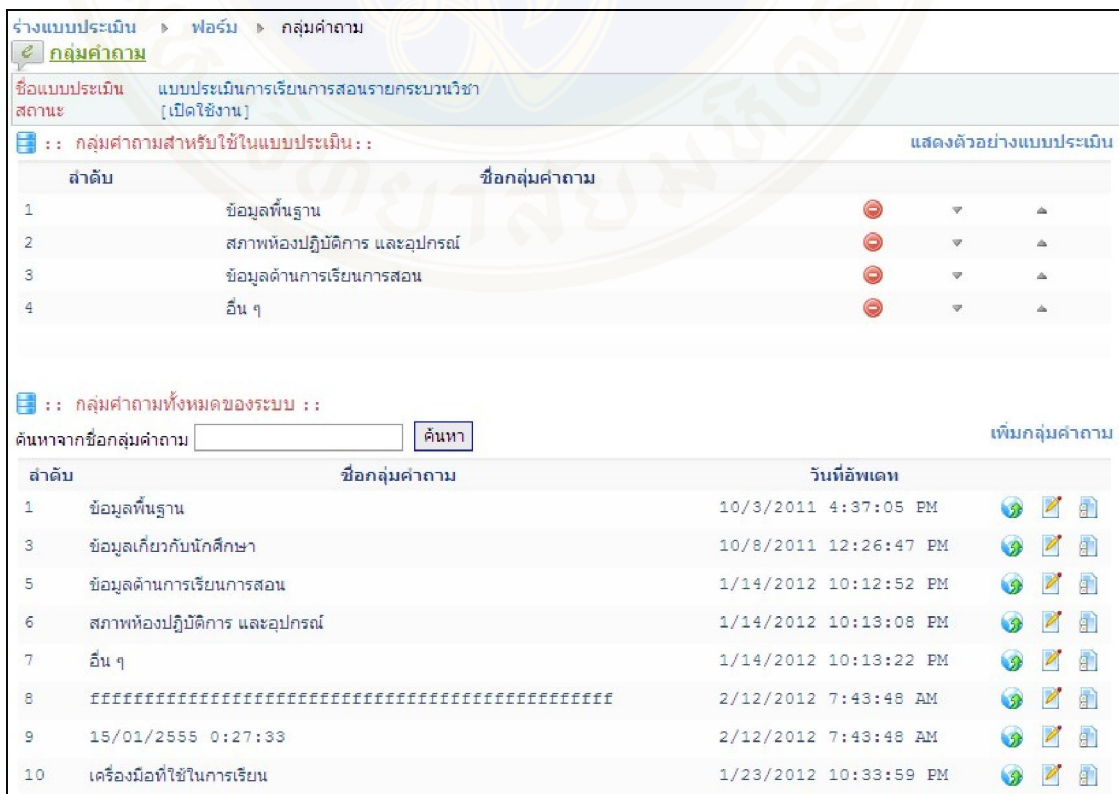 ร่างแบบประเมิน ▸ ฟอร์ม ▸ กลุ่มคำถาม
กลุ่มคำถาม
ชื่อแบบประเมิน แบบประเมินการเรียนการสอนรายกระบวนวิชา
สถานะ [เปิดใช้งาน]
:: กลุ่มคำถามสำหรับใช้ในแบบประเมิน:: แสดงตัวอย่างแบบประเมิน
ลำดับ ชื่อกลุ่มคำถาม
1 ข้อมูลพื้นฐาน
2 สภาพห้องปฎิบัติการ และอุปกรณ์
3 ข้อมูลด้านการเรียนการสอน
4 อื่น ๆ
:: กลุ่มคำถามทั้งหมดของระบบ ::
ค้นหาจากชื่อกลุ่มคำถาม ค้นหา เพิ่มกลุ่มคำถาม
ลำดับ ชื่อกลุ่มคำถาม วันที่อัพเดท
1 ข้อมูลพื้นฐาน 10/3/2011 4:37:05 PM
3 ข้อมูลเกี่ยวกับนักศึกษา 10/8/2011 12:26:47 PM
5 ข้อมูลด้านการเรียนการสอน 1/14/2012 10:12:52 PM
6 สภาพห้องปฎิบัติการ และอุปกรณ์ 1/14/2012 10:13:08 PM
7 อื่น ๆ 1/14/2012 10:13:22 PM
8 ffffffffffffffffffffffffffffffffffffffffffffffff 2/12/2012 7:43:48 AM
9 15/01/2555 0:27:33 2/12/2012 7:43:48 AM
10 เครื่องมือที่ใช้ในการเรียน 1/23/2012 10:33:59 PM